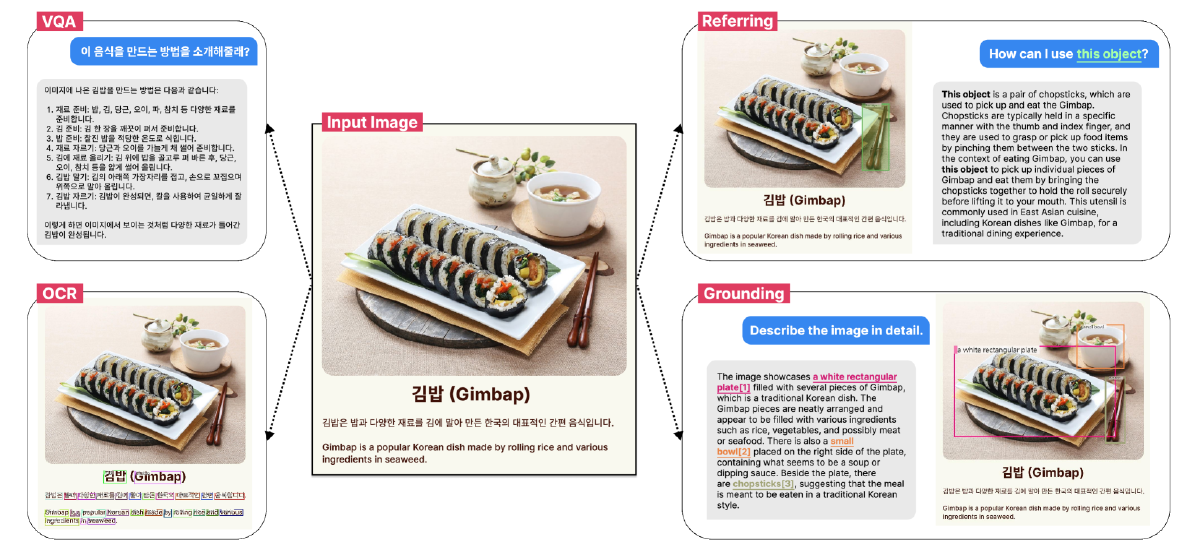 VQA
이 음식을 만드는 방법을 소개해줄래?
이미지에 나온 김밥을 만드는 방법은 다음과 같습니다:
1. 재료 준비: 밥, 김, 당근, 오이, 파, 참치 등 다양한 재료를
준비합니다.
2. 김 준비: 김 한 장을 깨끗이 펴서 준비합니다.
3. 밥 준비: 찰진 밥을 적당한 온도로 식힙니다.
4. 재료 자르기: 당근과 오이를 가늘게 채 썰어 준비합니다.
5. 김에 재료 올리기: 김 위에 밥을 골고루 펴 바른 후, 당근,
오이, 참치 등을 얇게 썰어 올립니다.
6. 김밥 말기: 김의 아래쪽 가장자리를 접고, 손으로 꼬집으며
위쪽으로 말아 올립니다.
7. 김밥 자르기: 김밥이 완성되면, 칼을 사용하여 균일하게 잘
라냅니다.
이렇게 하면 이미지에서 보이는 것처럼 다양한 재료가 들어간
김밥이 완성됩니다.
OCR
김밥 (Gimbap)
김밥은 밥과 다양한 재료를 김에 말아 만든 한국의 대표적인 간편 음식입니다.
Gimbap is a popular Korean dish made by rolling rice and various
ingredients in seaweed.
Input Image
김밥 (Gimbap)
김밥은 밥과 다양한 재료를 김에 말아 만든 한국의 대표적인 간편 음식입니다.
Gimbap is a popular Korean dish made by rolling rice and various
ingredients in seaweed.
Referring
김밥 (Gimbap)
김밥은 밥과 다양한 재료를 김에 말아 만든 한국의 대표적인 간편 음식입니다.
Gimbap is a popular Korean dish made by rolling rice and various
ingredients in seaweed.
How can I use this object?
This object is a pair of chopsticks, which are
used to pick up and eat the Gimbap.
Chopsticks are typically held in a specific
manner with the thumb and index finger, and
they are used to grasp or pick up food items
by pinching them between the two sticks. In
the context of eating Gimbap, you can use
this object to pick up individual pieces of
Gimbap and eat them by bringing the
chopsticks together to hold the roll securely
before lifting it to your mouth. This utensil is
commonly used in East Asian cuisine,
including Korean dishes like Gimbap, for a
traditional dining experience.
Grounding
Describe the image in detail.
The image showcases a white rectangular
plate[1] filled with several pieces of Gimbap,
which is a traditional Korean dish. The
Gimbap pieces are neatly arranged and
appear to be filled with various ingredients
such as rice, vegetables, and possibly meat
or seafood. There is also a small
bowl[2] placed on the right side of the plate,
containing what seems to be a soup or
dipping sauce. Beside the plate, there
are chopsticks[3], suggesting that the meal
is meant to be eaten in a traditional Korean
style.
small bowl
a white rectangular plate
김밥 (Gimbap)
김밥은 밥과 다양한 재료를 김에 말아 만든 한국의 대표적인 간편 음식입니다.
Gimbap is a popular Korean dish made by rolling rice and various
ingredients in seaweed.